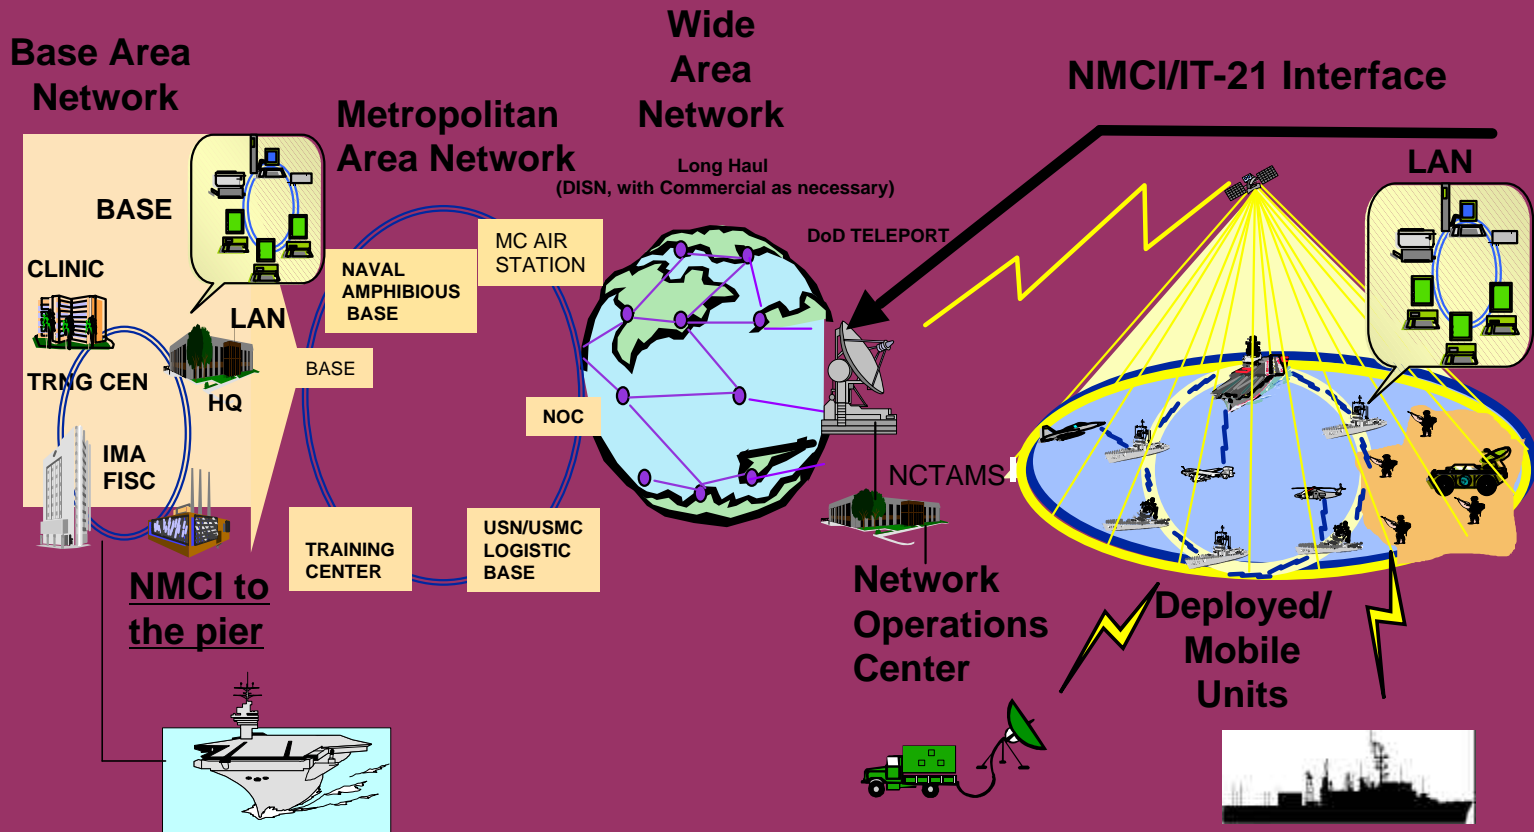 Base Area
Network
Metropolitan
Area Network
Wide
Area
Network
Long Haul
(DISN, with Commercial as necessary)
NMCI/IT-21 Interface
BASE
CLINIC
LAN
TRNG CEN
HQ
IMA
FISC
NMCI to
the pier
NAVAL
AMPHIBIOUS
BASE
MC AIR
STATION
BASE
NOC
TRAINING
CENTER
USN/USMC
LOGISTIC
BASE
DoD TELEPORT
NCTAMS
Network
Operations
Center
LAN
Deployed/
Mobile
Units